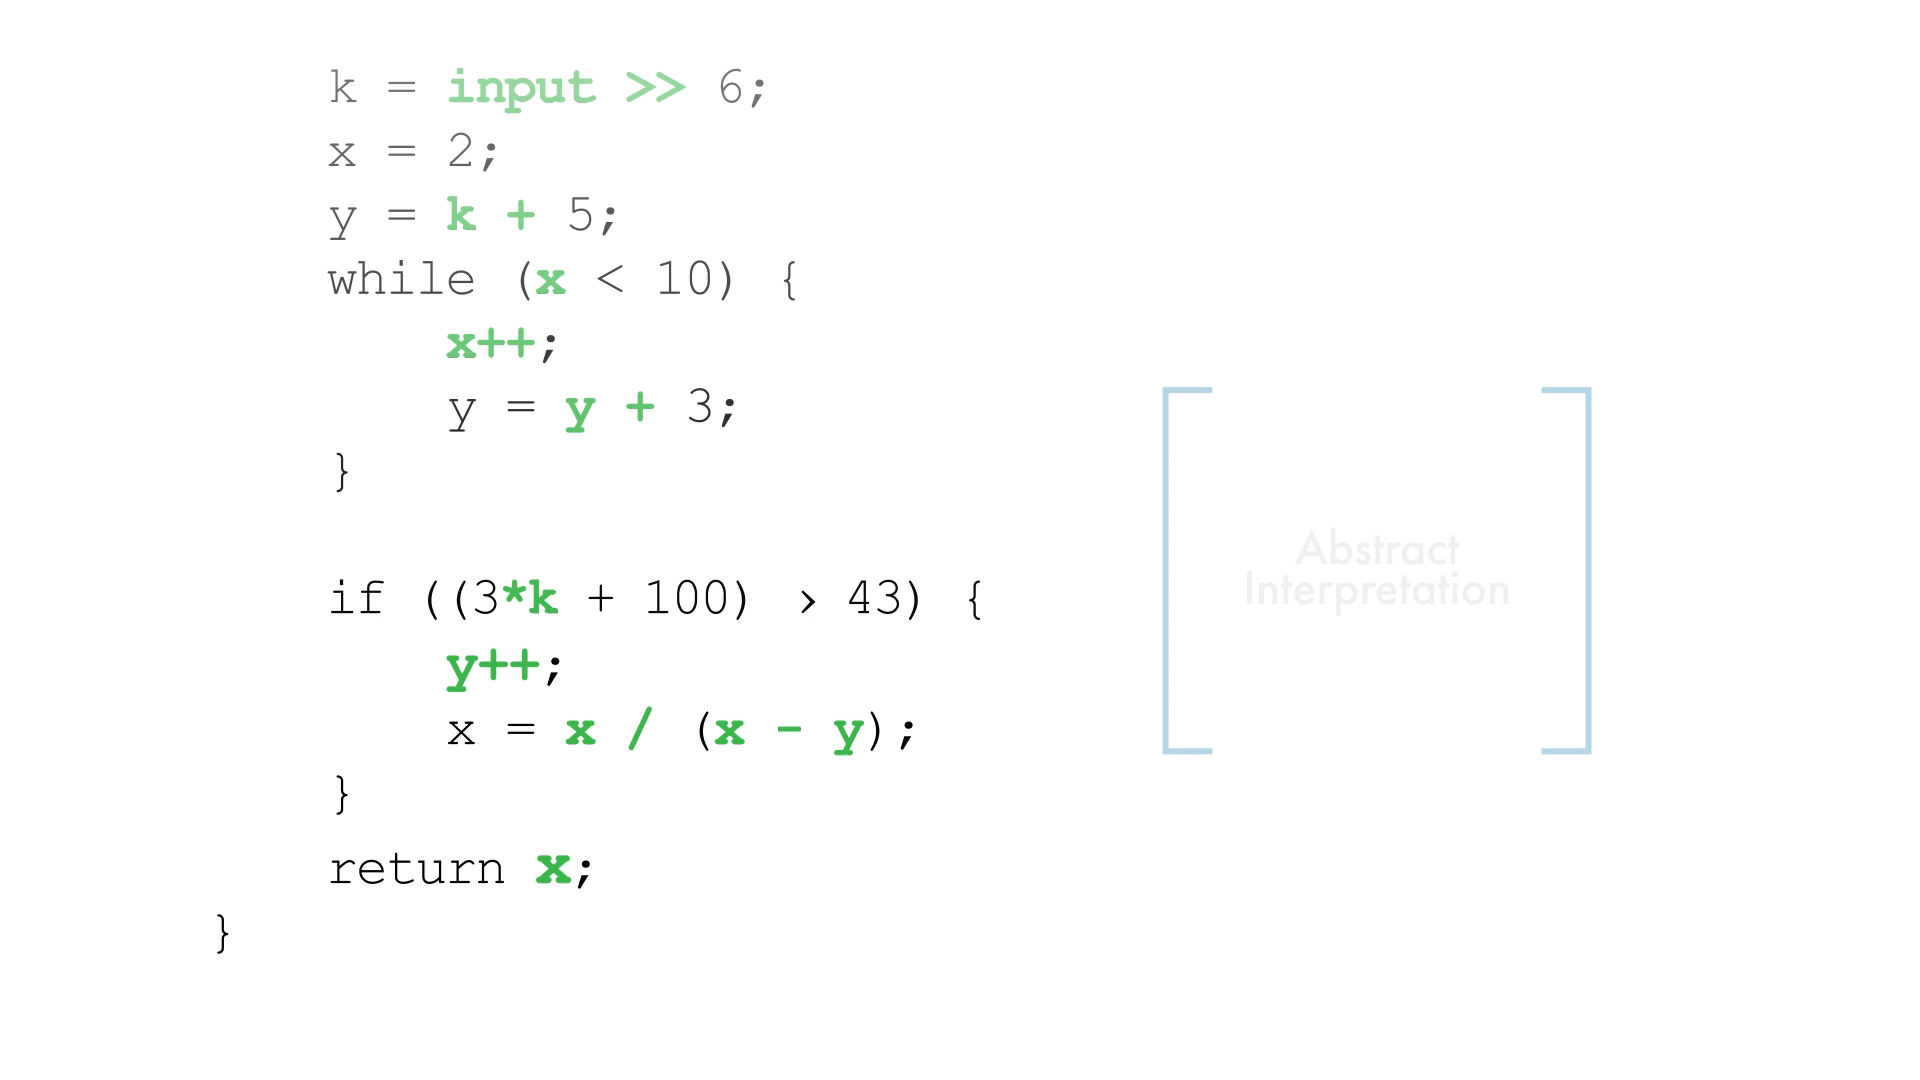 k = input >> 6;
x = 2;
y = k + 5;
while (x < 10) {
x++;
y = y + 3;
}
if ((3*k + 100) > 43) {
y++;
x = x / (x - y);
}
return x;
}
Abstract
Interpretation